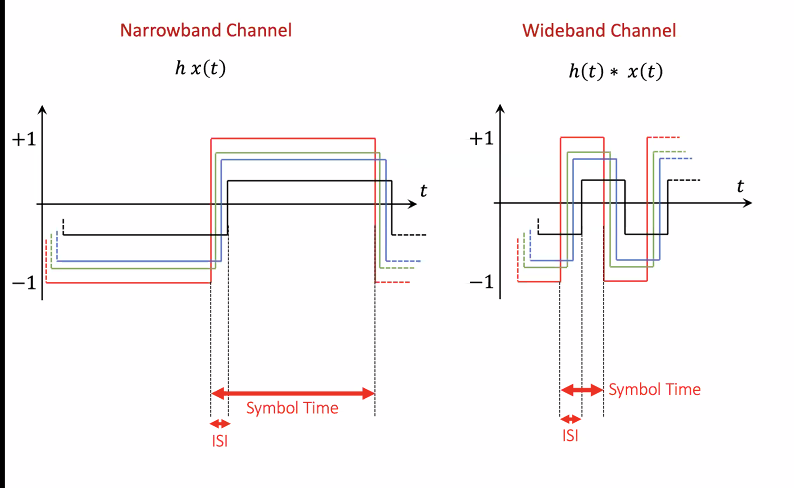 Narrowband Channel
h x(t)
+1
t
−1
Symbol Time
ISI
Wideband Channel
h(t) ∗ x(t)
+1
t
−1
Symbol Time
ISI